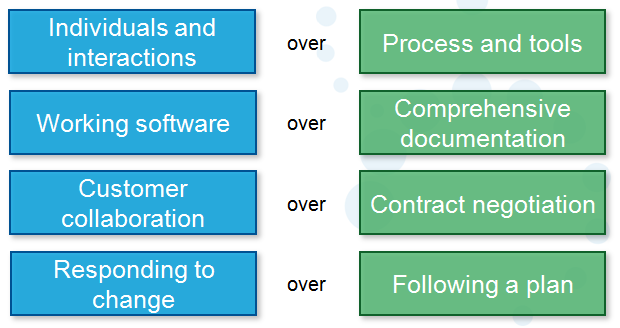 Individuals and
interactions
over
Process and tools
Working software
over
Comprehensive
documentation
Customer
collaboration
over
Contract negotiation
Responding to
change
over
Following a plan